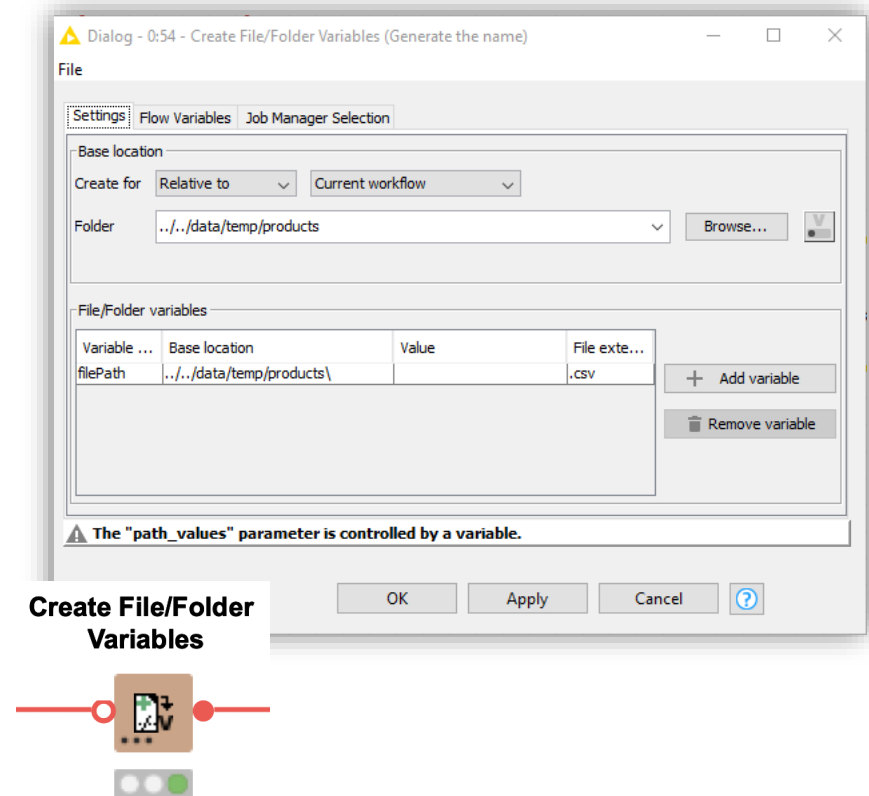 Dialog - 0:54 - Create File/Folder Variables (Generate the name)
File
Settings Flow Variables Job Manager Selection
Base location
Create for Relative to Current workflow
Folder ../../data/temp/products Browse... V
File/Folder variables
Variable ... Base location Value File exte...
filePath ../../data/temp/products\ .csv
Add variable
Remove variable
The "path_values" parameter is controlled by a variable.
OK Apply Cancel ?
Create File/Folder
Variables